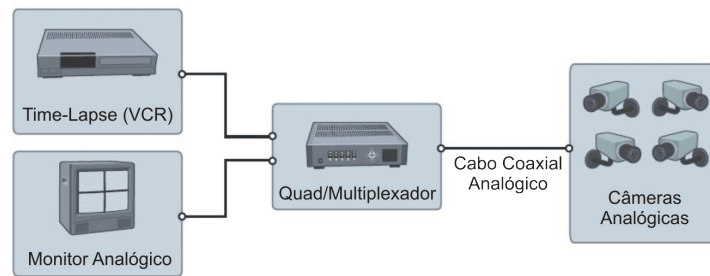 Time-Lapse (VCR)
Monitor Analógico
Quad/Multiplexador
Cabo Coaxial
Analógico
Câmeras
Analógicas